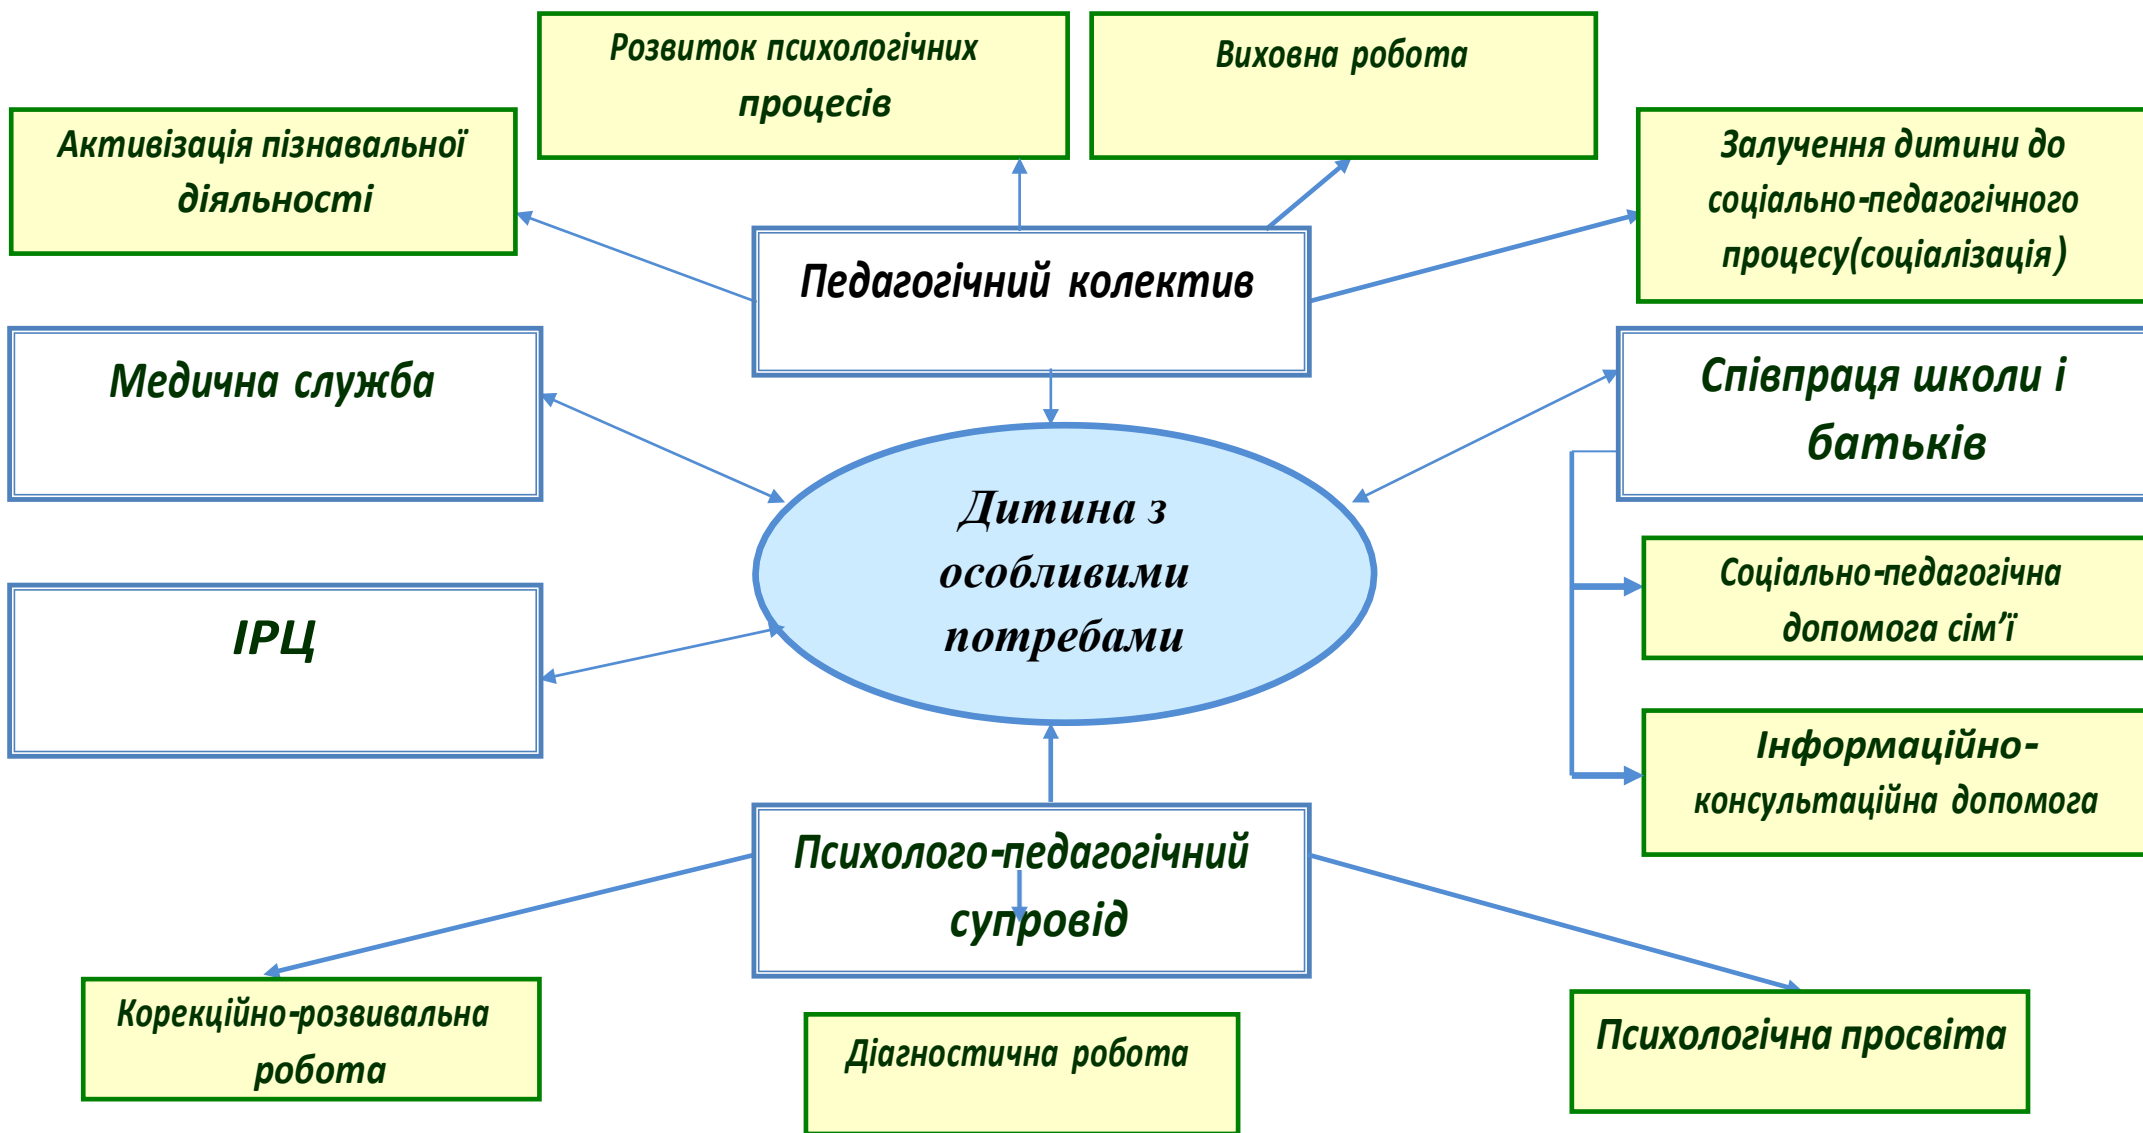 Розвиток психологічних
процесів
Виховна робота
Активізація пізнавальної
діяльності
Залучення дитини до
соціально-педагогічного
процесу(соціалізація)
Педагогічний колектив
Медична служба
Співпраця школи і
батьків
Дитина з
особливими
потребами
Соціально-педагогічна
допомога сім’ї
ІРЦ
Інформаційно-
консультаційна допомога
Психолого-педагогічний
супровід
Корекційно-розвивальна
робота
Діагностична робота
Психологічна просвіта